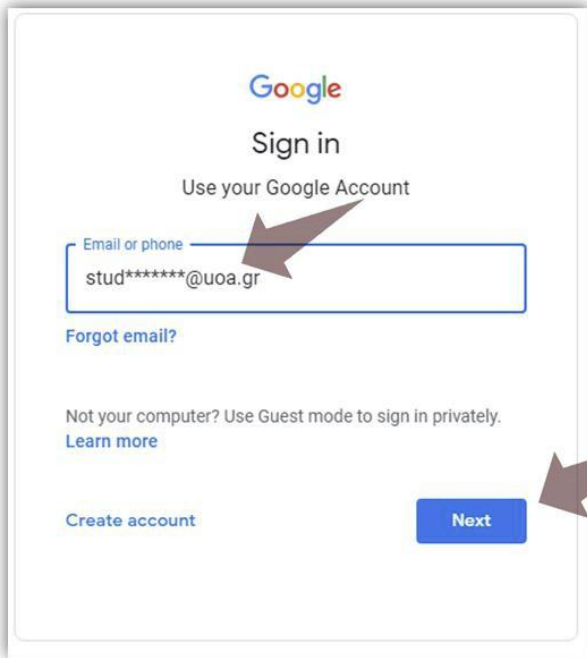 Google
Sign in
Use your Google Account
Email or phone
stud*******@uoa.gr
Forgot email?
Not your computer? Use Guest mode to sign in privately.
Learn more
Create account
Next